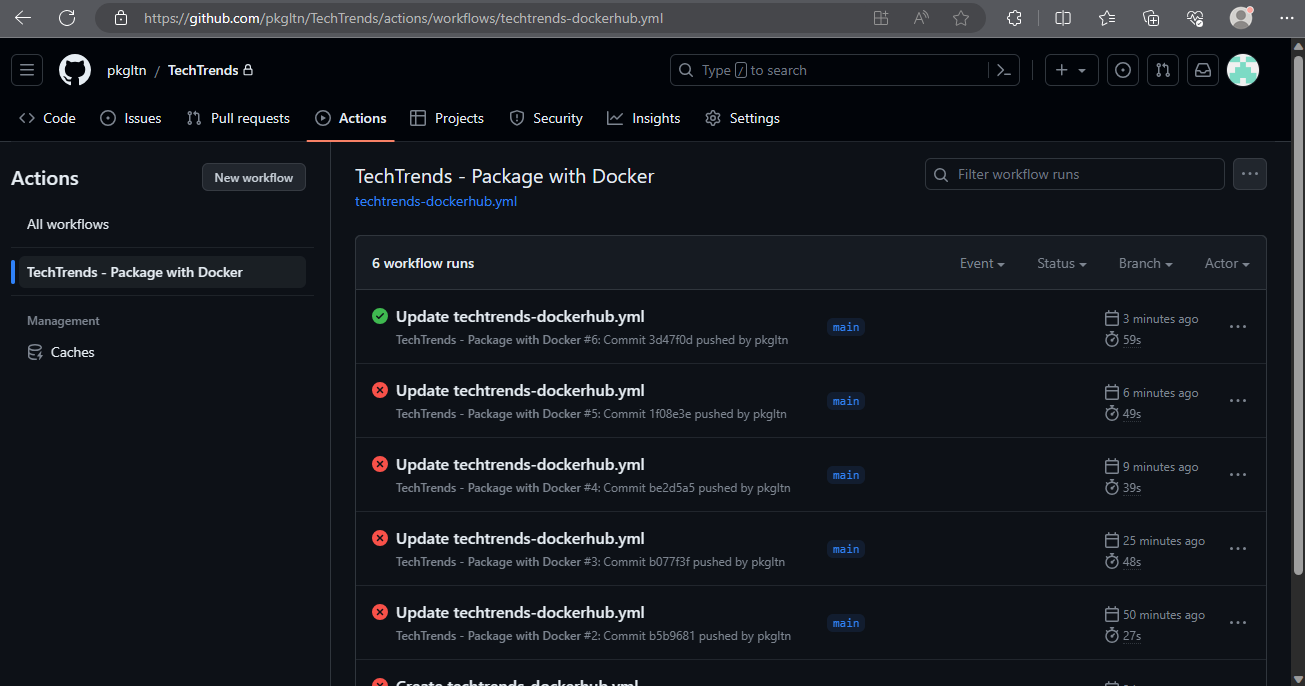 https://github.com/pkgltn/TechTrends/actions/workflows/techtrends-dockerhub.yml
pkgltn / TechTrends
Type / to search
Code
Issues
Pull requests
Actions
Projects
Security
Insights
Settings
Actions
New workflow
All workflows
TechTrends - Package with Docker
Management
Caches
TechTrends - Package with Docker
techtrends-dockerhub.yml
Filter workflow runs
6 workflow runs
Event
Status
Branch
Actor
Update techtrends-dockerhub.yml
TechTrends - Package with Docker #6: Commit 3d47f0d pushed by pkgltn
main
3 minutes ago
59s
Update techtrends-dockerhub.yml
TechTrends - Package with Docker #5: Commit 1f08e3e pushed by pkgltn
main
6 minutes ago
49s
Update techtrends-dockerhub.yml
TechTrends - Package with Docker #4: Commit be2d5a5 pushed by pkgltn
main
9 minutes ago
39s
Update techtrends-dockerhub.yml
TechTrends - Package with Docker #3: Commit b077f3f pushed by pkgltn
main
25 minutes ago
48s
Update techtrends-dockerhub.yml
TechTrends - Package with Docker #2: Commit b5b9681 pushed by pkgltn
main
50 minutes ago
27s
Create techtrends-dockerhub.yml